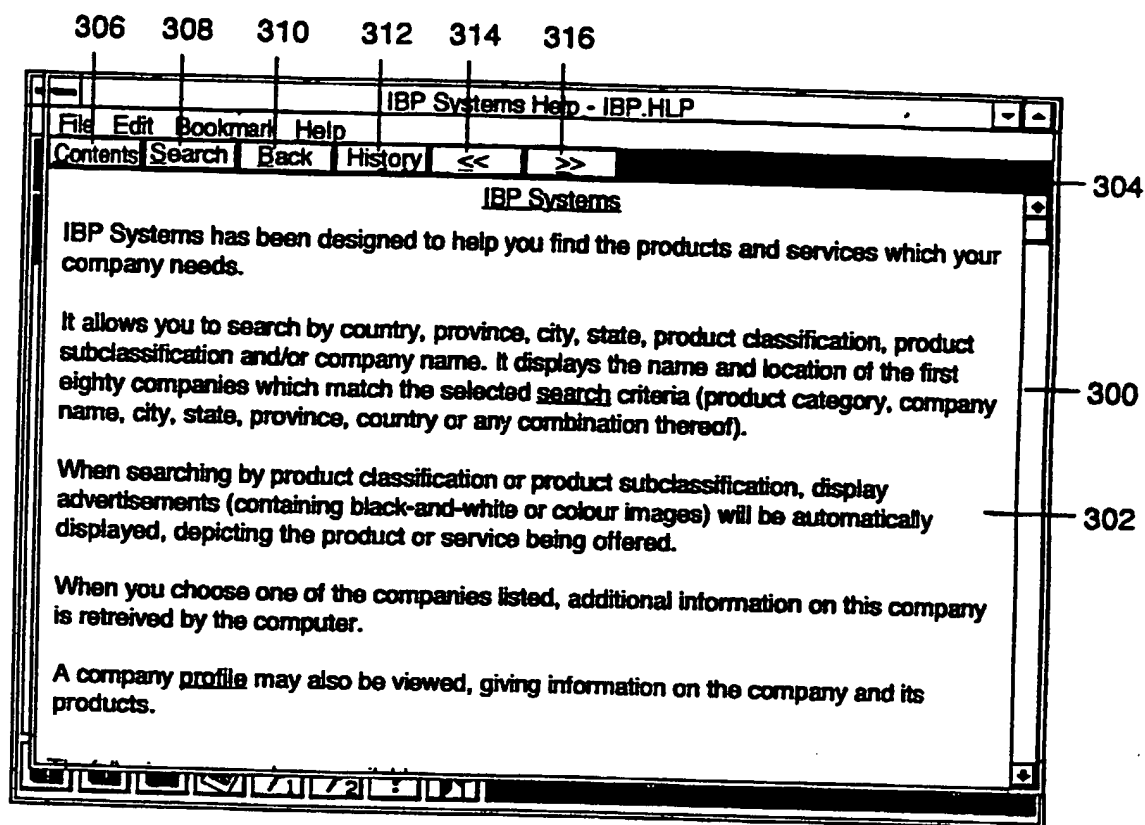 306 308 310 312 314 316
IBP Systems Help - IBP.HLP
File Edit Bookmark Help
Contents Search Back History << >>
304
IBP Systems
IBP Systems has been designed to help you find the products and services which your
company needs.
It allows you to search by country, province, city, state, product classification, product
subclassification and/or company name. It displays the name and location of the first
eighty companies which match the selected search criteria (product category, company
300
name, city, state, province, country or any combination thereof).
When searching by product classification or product subclassification, display
advertisements (containing black-and-white or colour images) will be automatically
302
displayed, depicting the product or service being offered.
When you choose one of the companies listed, additional information on this company
is retreived by the computer.
A company profile may also be viewed, giving information on the company and its
products.
1 2 ?